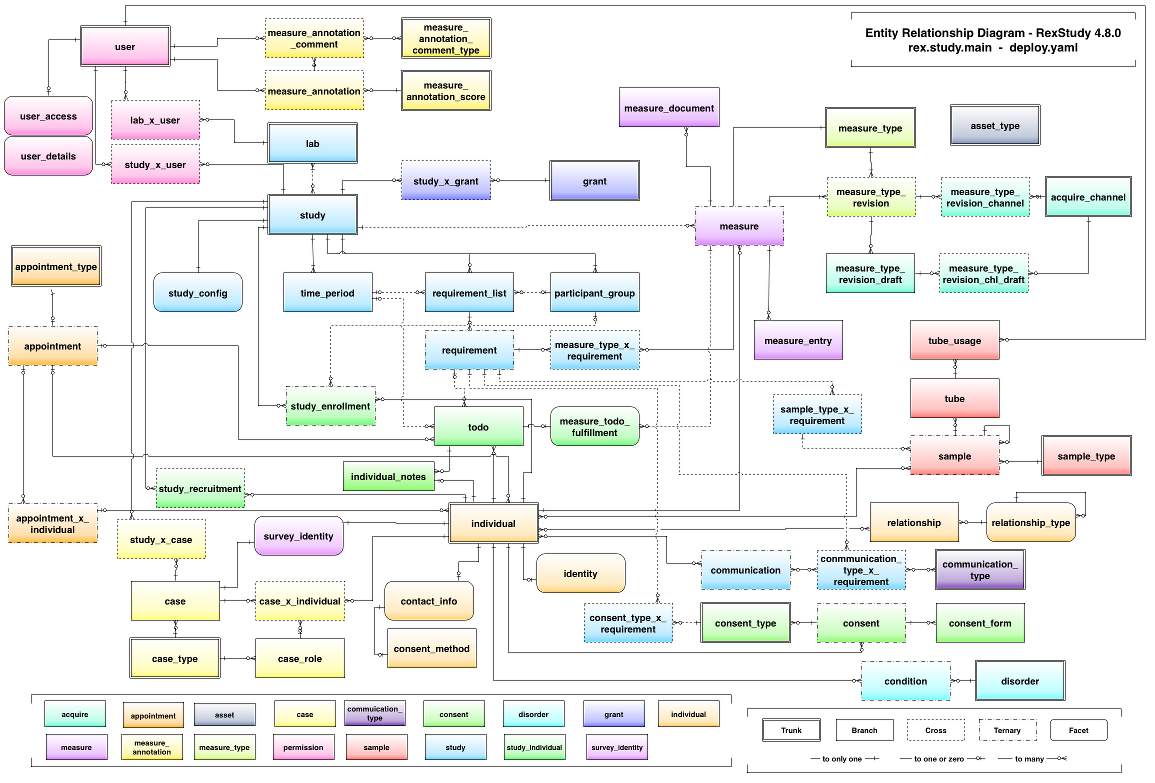 Entity Relationship Diagram - RexStudy 4.8.0
rex.study.main - deploy.yaml
user
measure_annotation
_comment
measure_
annotation_
comment_type
measure_annotation
measure_
annotation_score
user_access
user_details
lab_x_user
study_x_user
lab
measure_document
measure_type
asset_type
study_x_grant
grant
measure_type_
revision
measure_type_
revision_channel
acquire_channel
study
measure
appointment_type
study_config
time_period
requirement_list
participant_group
measure_type_
revision_draft
measure_type_
revision_chl_draft
appointment
requirement
measure_type_x_
requirement
measure_entry
tube_usage
study_enrollment
todo
measure_todo_
fulfillment
sample_type_x_
requirement
tube
sample
sample_type
individual_notes
study_recruitment
appointment_x_
individual
study_x_case
survey_identity
individual
relationship
relationship_type
communication
conmmunication_
type_x_
requirement
communication_
type
identity
case
case_x_individual
contact_info
consent_type_x_
requirement
consent_type
consent
consent_form
case_type
case_role
consent_method
condition
disorder
acquire
appointment
asset
case
commuication_
type
consent
disorder
grant
individual
measure
measure_
annotation
measure_type
permission
sample
study
study_individual
survey_identity
Trunk
Branch
Cross
Ternary
Facet
to only one
to one or zero
to many